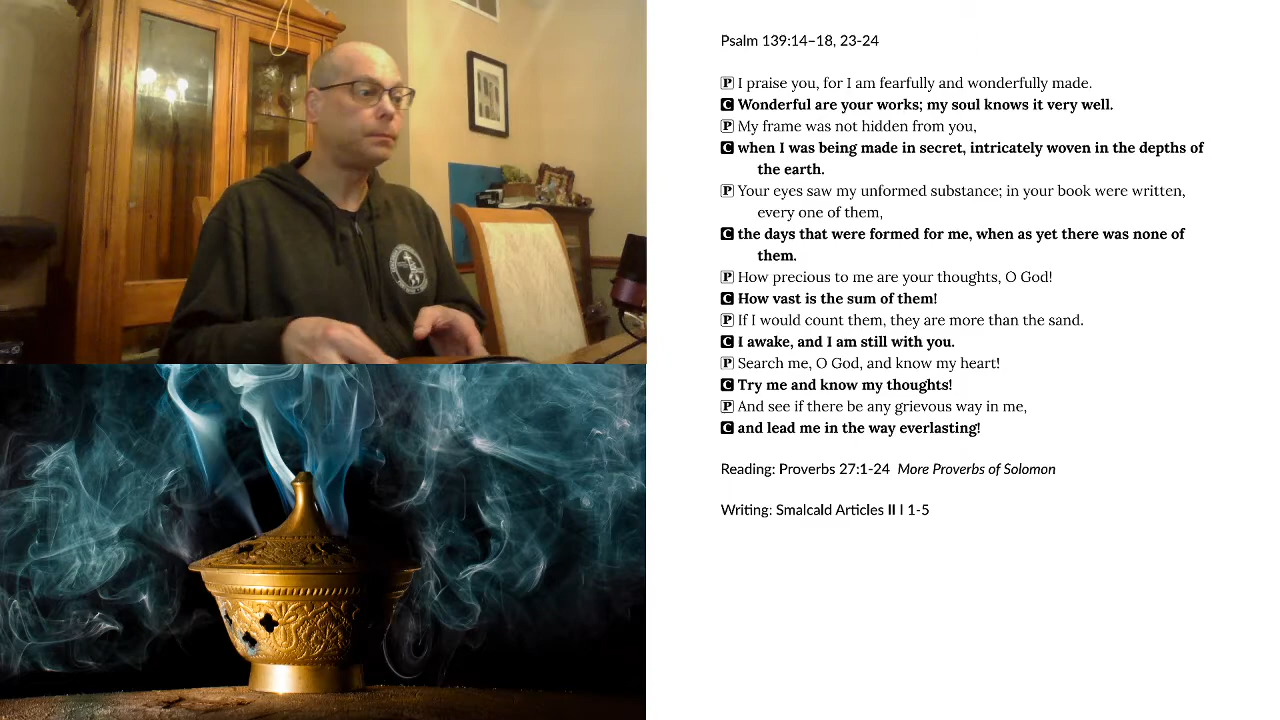 Psalm 139:14–18, 23-24
P I praise you, for I am fearfully and wonderfully made.
C Wonderful are your works; my soul knows it very well.
P My frame was not hidden from you,
C when I was being made in secret, intricately woven in the depths of
the earth.
P Your eyes saw my unformed substance; in your book were written,
every one of them,
C the days that were formed for me, when as yet there was none of
them.
P How precious to me are your thoughts, O God!
C How vast is the sum of them!
P If I would count them, they are more than the sand.
C I awake, and I am still with you.
P Search me, O God, and know my heart!
C Try me and know my thoughts!
P And see if there be any grievous way in me,
C and lead me in the way everlasting!
Reading: Proverbs 27:1-24 More Proverbs of Solomon
Writing: Smalcald Articles II I 1-5